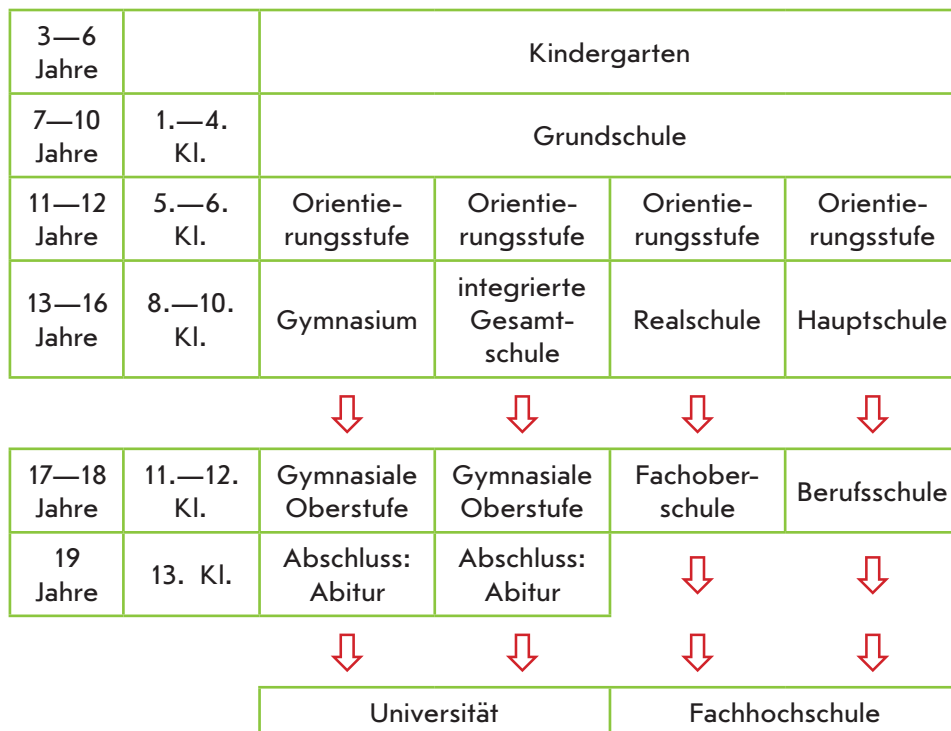 3—6
Jahre
Kindergarten
7—10
Jahre
1.—4.
Kl.
Grundschule
11—12
Jahre
5.—6.
Kl.
Orientie-
rungsstufe
Orientie-
rungsstufe
Orientie-
rungsstufe
Orientie-
rungsstufe
13—16
Jahre
8.—10.
Kl.
Gymnasium
integrierte
Gesamt-
schule
Realschule
Hauptschule
17—18
Jahre
11.—12.
Kl.
Gymnasiale
Oberstufe
Gymnasiale
Oberstufe
Fachober-
schule
Berufsschule
19
Jahre
13. Kl.
Abschluss:
Abitur
Abschluss:
Abitur
Universität
Fachhochschule